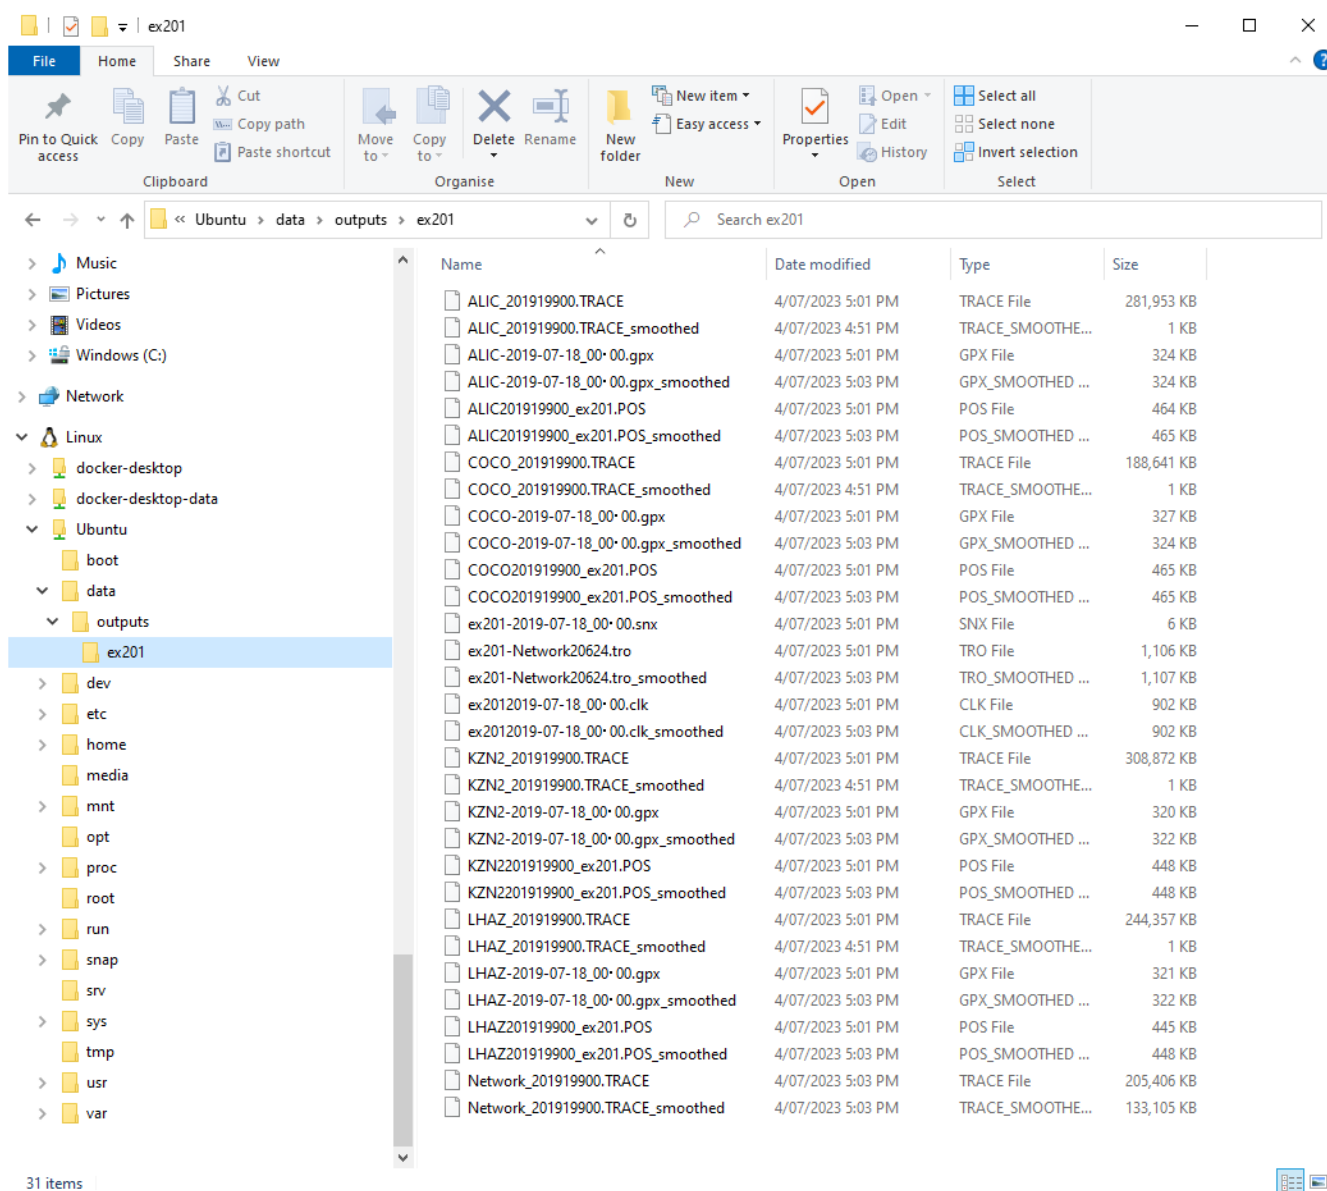 ex201
File Home Share View
Pin to Quick access
Copy
Paste
Cut
Copy path
Paste shortcut
Clipboard
Move to
Copy to
Delete
Rename
Organise
New folder
New item
Easy access
New
Properties
Open
Edit
History
Open
Select all
Select none
Invert selection
Select
« Ubuntu > data > outputs > ex201
Search ex201
Music
Pictures
Videos
Windows (C:)
Network
Linux
docker-desktop
docker-desktop-data
Ubuntu
boot
data
outputs
ex201
dev
etc
home
media
mnt
opt
proc
root
run
snap
srv
sys
tmp
usr
var
Name Date modified Type Size
ALIC_201919900.TRACE 4/07/2023 5:01 PM TRACE File 281,953 KB
ALIC_201919900.TRACE_smoothed 4/07/2023 4:51 PM TRACE_SMOOTHE... 1 KB
ALIC-2019-07-18_00·00.gpx 4/07/2023 5:01 PM GPX File 324 KB
ALIC-2019-07-18_00·00.gpx_smoothed 4/07/2023 5:03 PM GPX_SMOOTHED ... 324 KB
ALIC201919900_ex201.POS 4/07/2023 5:01 PM POS File 464 KB
ALIC201919900_ex201.POS_smoothed 4/07/2023 5:03 PM POS_SMOOTHED ... 465 KB
COCO_201919900.TRACE 4/07/2023 5:01 PM TRACE File 188,641 KB
COCO_201919900.TRACE_smoothed 4/07/2023 4:51 PM TRACE_SMOOTHE... 1 KB
COCO-2019-07-18_00·00.gpx 4/07/2023 5:01 PM GPX File 327 KB
COCO-2019-07-18_00·00.gpx_smoothed 4/07/2023 5:03 PM GPX_SMOOTHED ... 324 KB
COCO201919900_ex201.POS 4/07/2023 5:01 PM POS File 465 KB
COCO201919900_ex201.POS_smoothed 4/07/2023 5:03 PM POS_SMOOTHED ... 465 KB
ex201-2019-07-18_00·00.snx 4/07/2023 5:01 PM SNX File 6 KB
ex201-Network20624.tro 4/07/2023 5:01 PM TRO File 1,106 KB
ex201-Network20624.tro_smoothed 4/07/2023 5:03 PM TRO_SMOOTHED ... 1,107 KB
ex2012019-07-18_00·00.clk 4/07/2023 5:01 PM CLK File 902 KB
ex2012019-07-18_00·00.clk_smoothed 4/07/2023 5:03 PM CLK_SMOOTHED ... 902 KB
KZN2_201919900.TRACE 4/07/2023 5:01 PM TRACE File 308,872 KB
KZN2_201919900.TRACE_smoothed 4/07/2023 4:51 PM TRACE_SMOOTHE... 1 KB
KZN2-2019-07-18_00·00.gpx 4/07/2023 5:01 PM GPX File 320 KB
KZN2-2019-07-18_00·00.gpx_smoothed 4/07/2023 5:03 PM GPX_SMOOTHED ... 322 KB
KZN2201919900_ex201.POS 4/07/2023 5:01 PM POS File 448 KB
KZN2201919900_ex201.POS_smoothed 4/07/2023 5:03 PM POS_SMOOTHED ... 448 KB
LHAZ_201919900.TRACE 4/07/2023 5:01 PM TRACE File 244,357 KB
LHAZ_201919900.TRACE_smoothed 4/07/2023 4:51 PM TRACE_SMOOTHE... 1 KB
LHAZ-2019-07-18_00·00.gpx 4/07/2023 5:01 PM GPX File 321 KB
LHAZ-2019-07-18_00·00.gpx_smoothed 4/07/2023 5:03 PM GPX_SMOOTHED ... 322 KB
LHAZ201919900_ex201.POS 4/07/2023 5:01 PM POS File 445 KB
LHAZ201919900_ex201.POS_smoothed 4/07/2023 5:03 PM POS_SMOOTHED ... 448 KB
Network_201919900.TRACE 4/07/2023 5:03 PM TRACE File 205,406 KB
Network_201919900.TRACE_smoothed 4/07/2023 5:03 PM TRACE_SMOOTHE... 133,105 KB
31 items